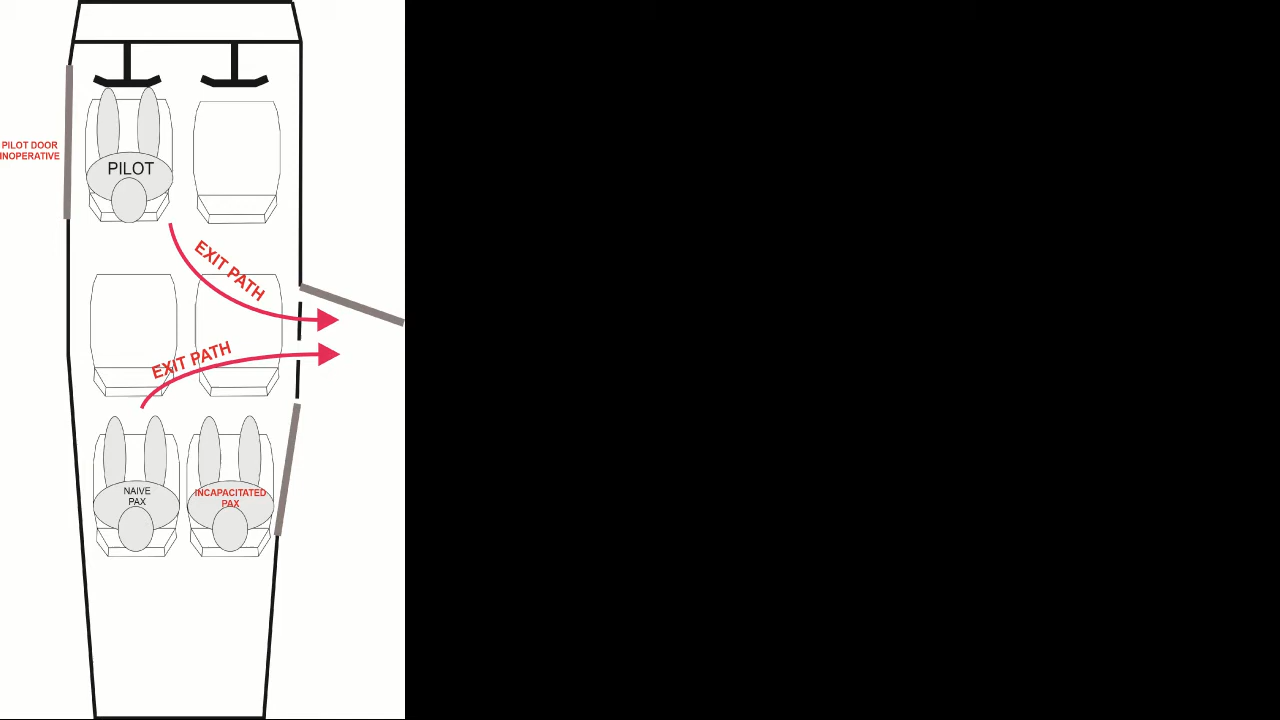 PILOT DOOR
INOPERATIVE
PILOT
EXIT PATH
EXIT PATH
NAIVE
PAX
INCAPACITATED
PAX